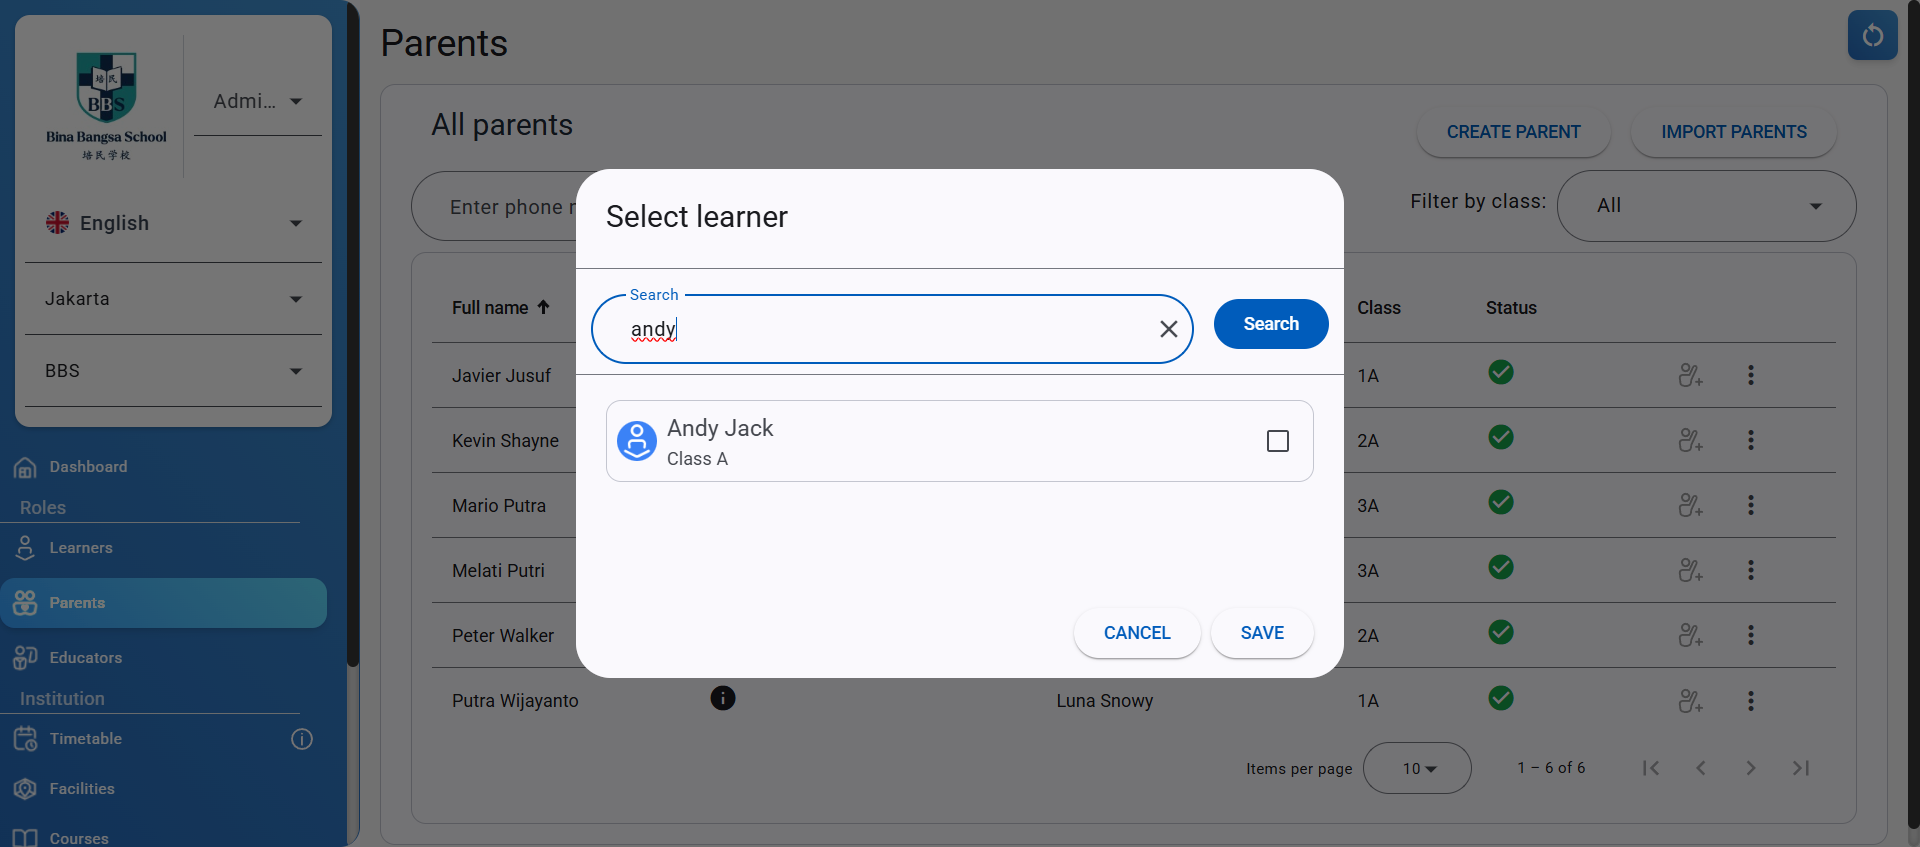 培民
BBS
Bina Bangsa School
培民学校
Admi...
English
Jakarta
BBS
Dashboard
Roles
Learners
Parents
Educators
Institution
Timetable
Facilities
Courses
Parents
All parents
CREATE PARENT
IMPORT PARENTS
Enter phone n
Filter by class:
All
Full name
Class
Status
Javier Jusuf
1A
Kevin Shayne
2A
Mario Putra
3A
Melati Putri
3A
Peter Walker
2A
Putra Wijayanto
Luna Snowy
1A
Items per page
10
1 – 6 of 6
Select learner
Search
andy
Search
Andy Jack
Class A
CANCEL
SAVE